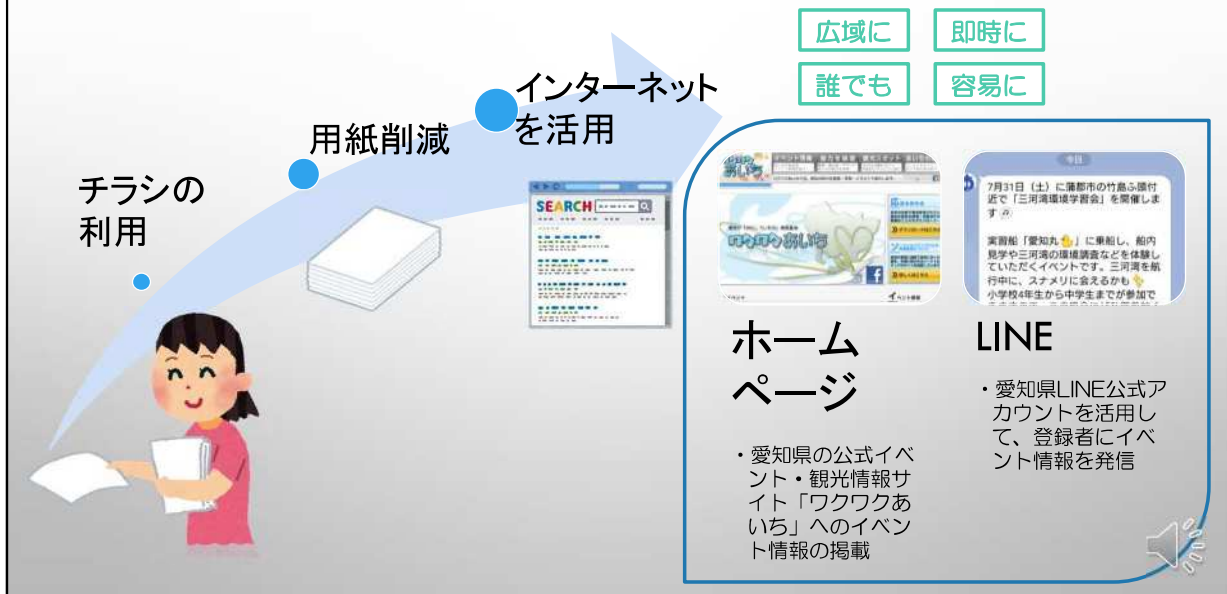 広域に
即時に
誰でも
容易に
インターネット
を活用
用紙削減
チラシの
利用
SEARCH
ワクワクあいち
今日
7月31日（土）に蒲郡市の竹島ふ頭付
近で「三河湾環境学習会」を開催しま
す
実習船「愛知丸」に乗船し、船内
見学や三河湾の環境調査などを体験し
ていただくイベントです。三河湾を航
行中に、スナメリに会えるかも
小学校4年生から中学生までが参加で
ホーム
ページ
・愛知県の公式イベ
ント・観光情報サ
イト「ワクワクあ
いち」へのイベン
ト情報の掲載
LINE
・愛知県LINE公式ア
カウントを活用し
て、登録者にイベ
ント情報を発信